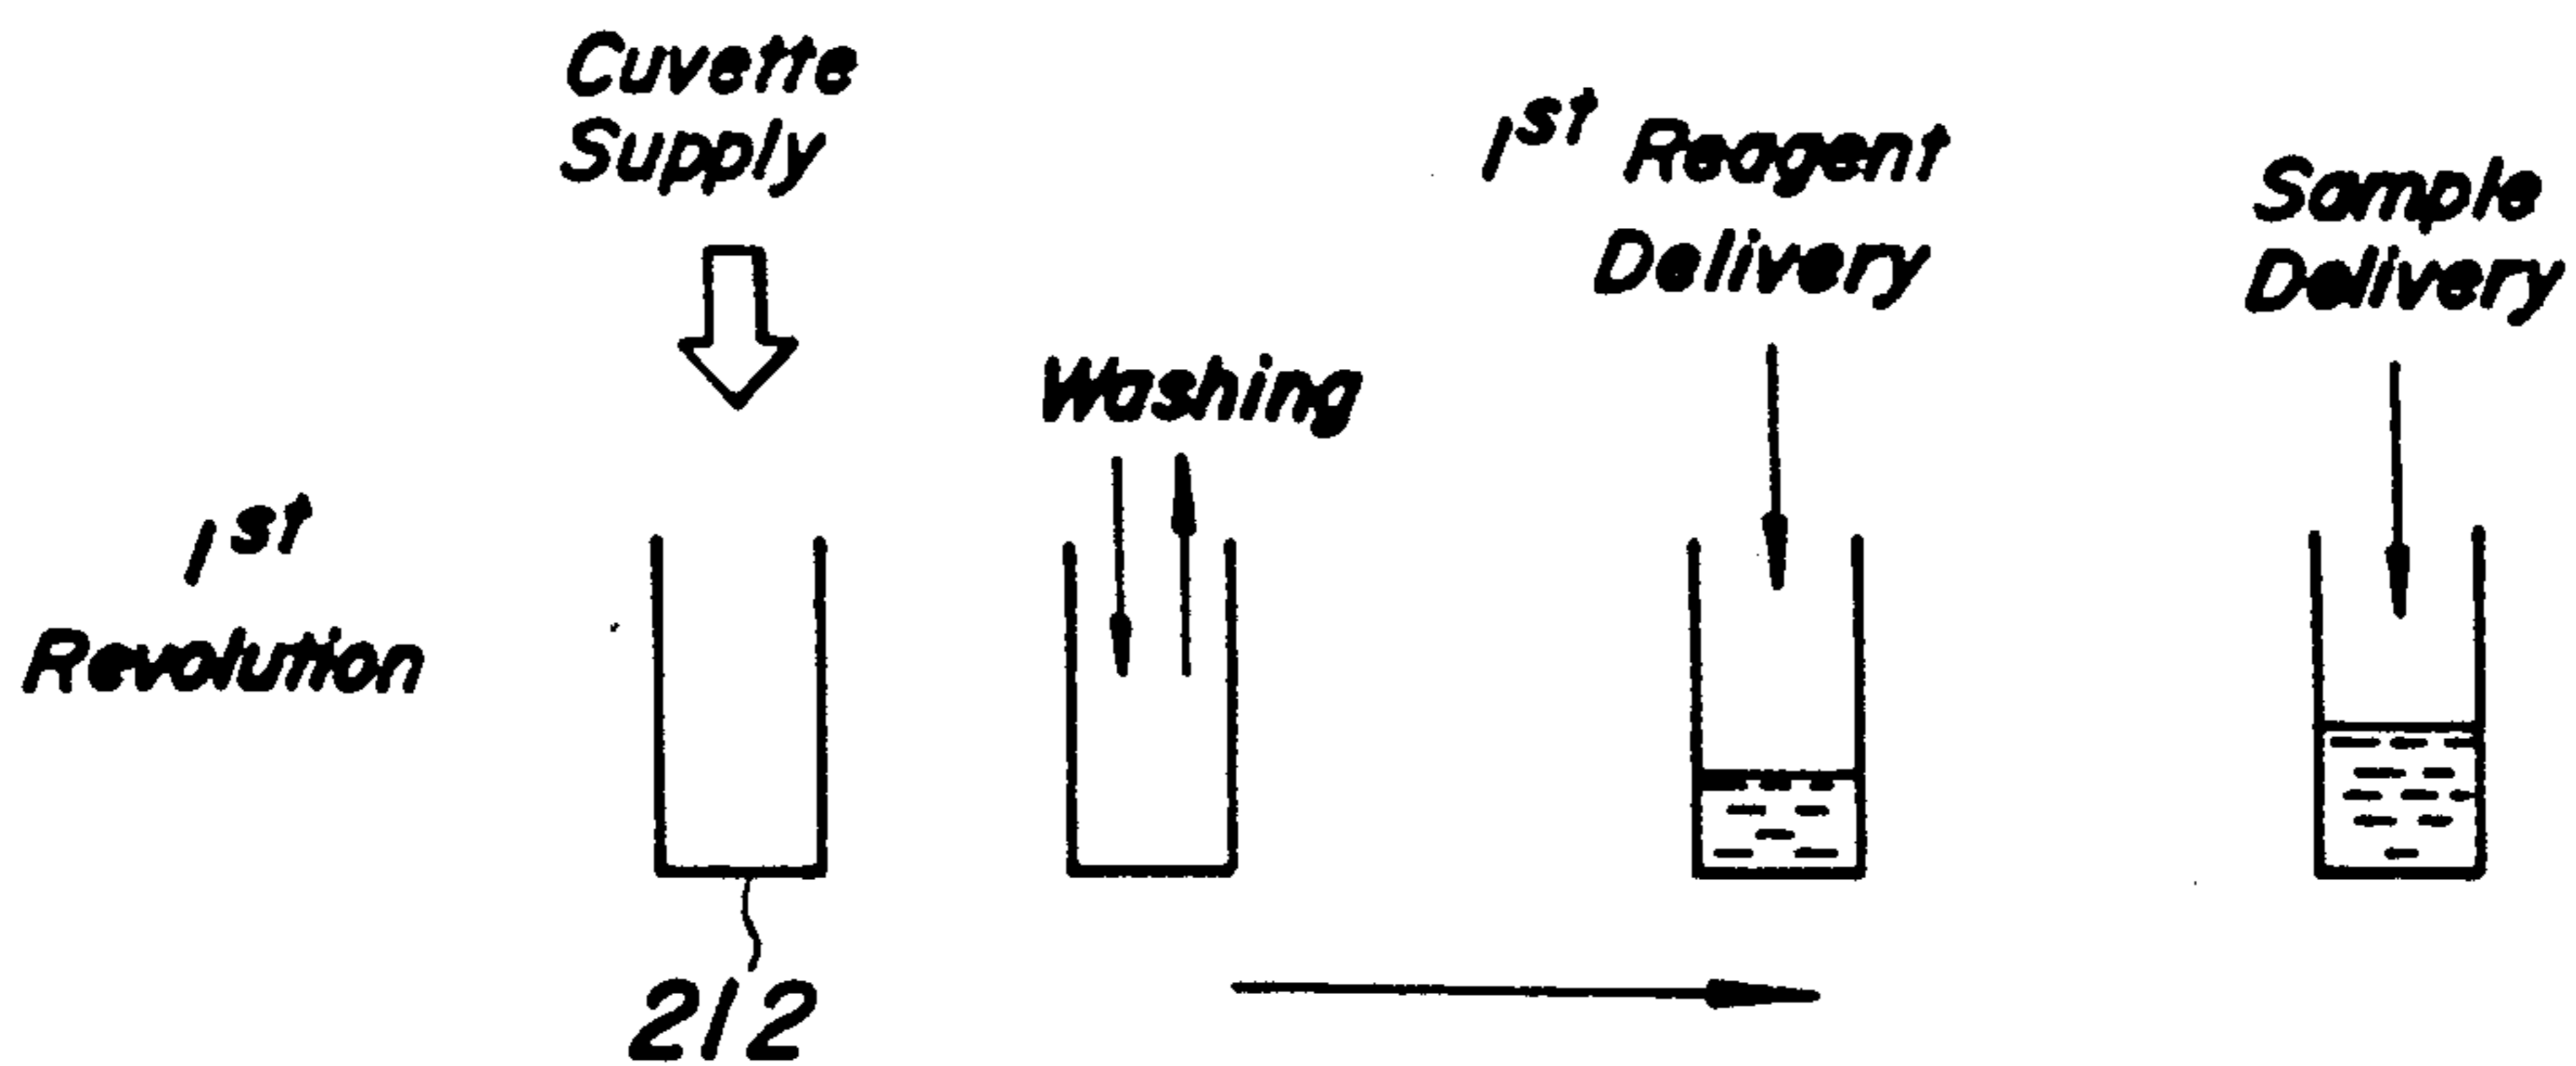 Cuvette
Supply
1st Reagent
Delivery
Sample
Delivery
Washing
1st
Revolution
212